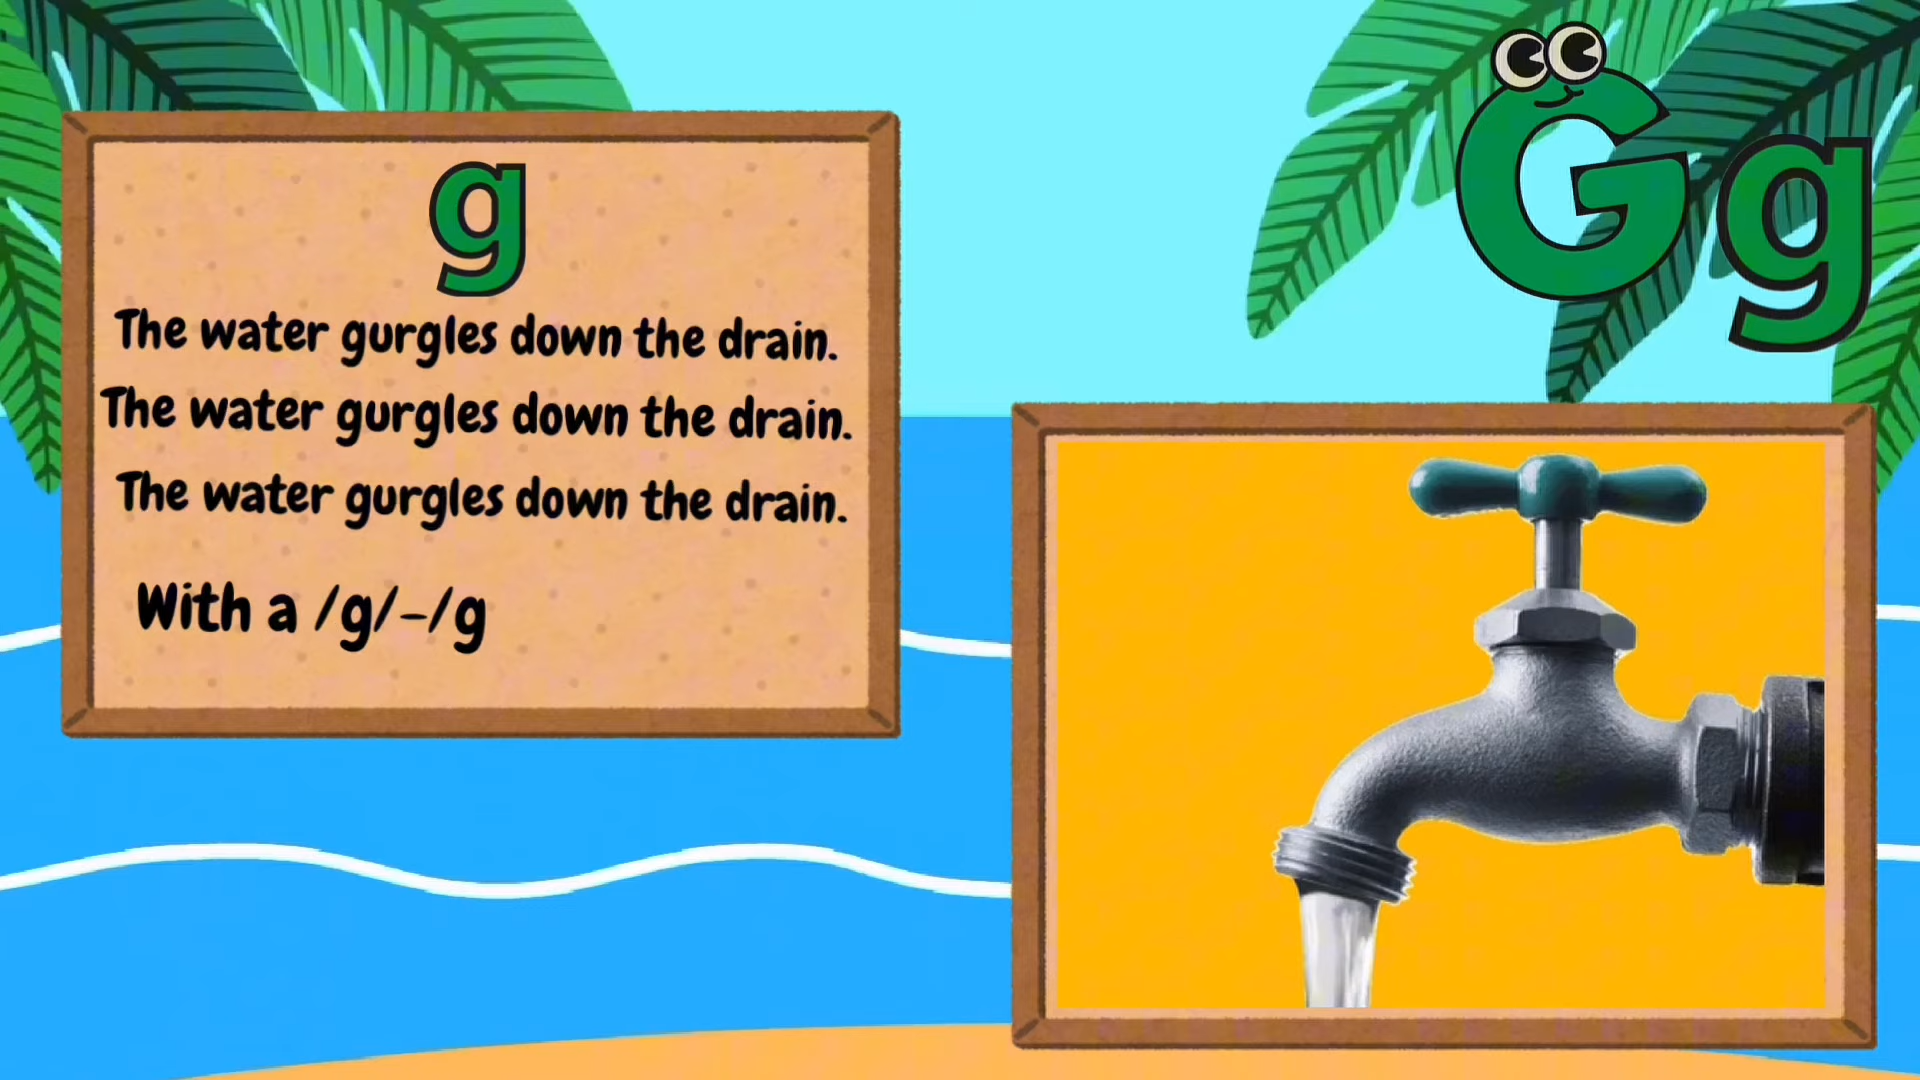 g
The water gurgles down the drain.
The water gurgles down the drain.
The water gurgles down the drain.
With a /g/-/g
Gg